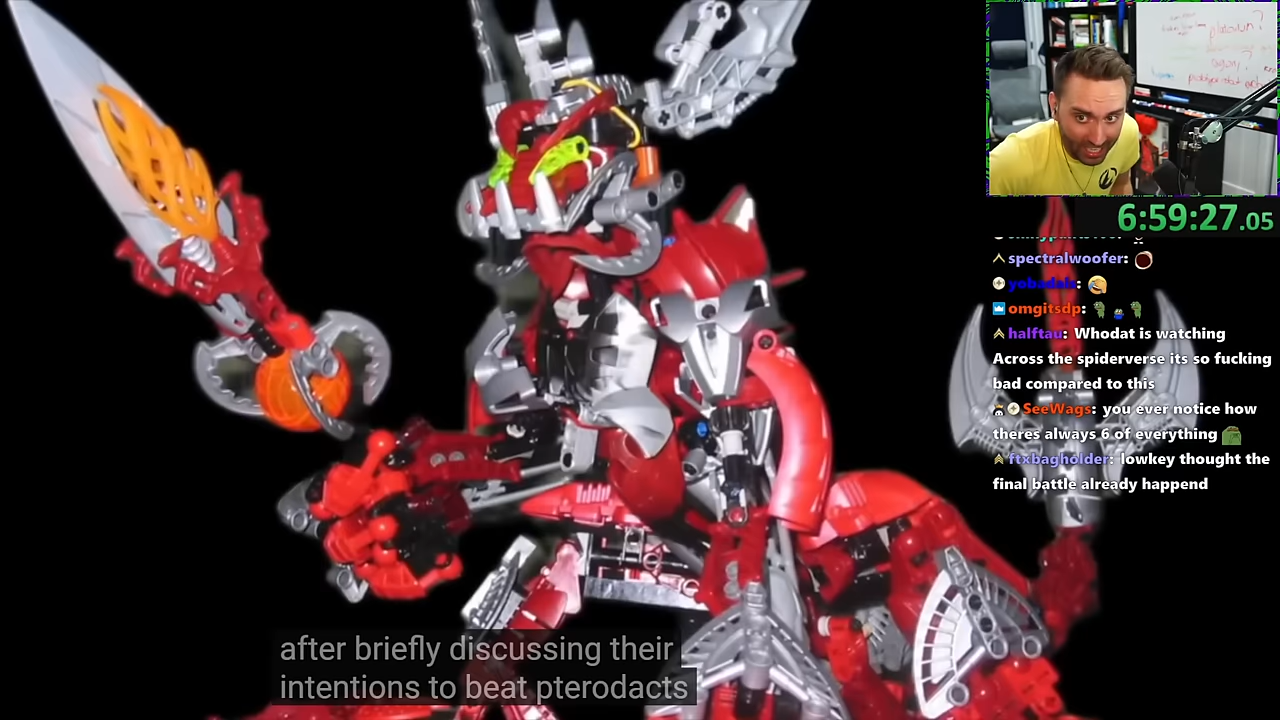 platown?
6:59:27.05
spectralwoofer:
yobadale:
omgitsdp:
halftau: Whodat is watching
Across the spiderverse its so fucking
bad compared to this
SeeWags: you ever notice how
theres always 6 of everything
ftxbagholder: lowkey thought the
final battle already happend
after briefly discussing their
intentions to beat pterodacts